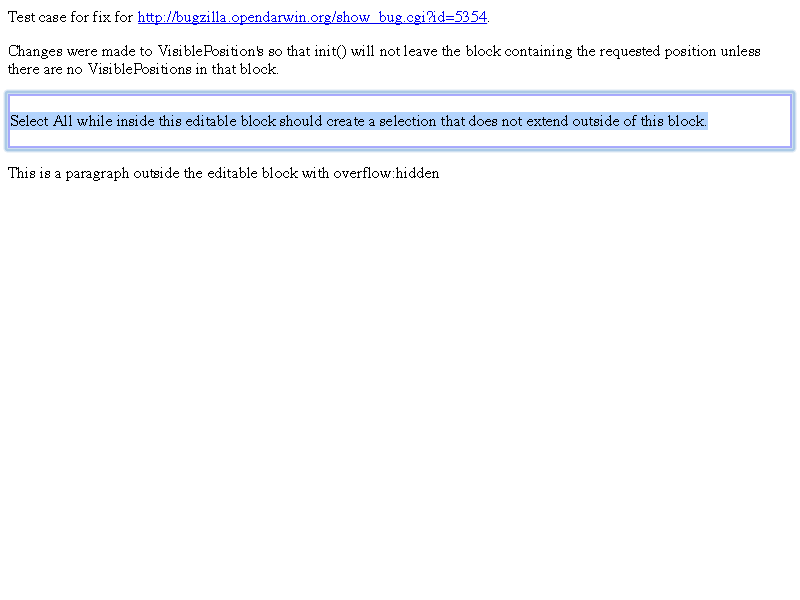 Test case for fix for http://bugzilla.opendarwin.org/show_bug.cgi?id=5354.
Changes were made to VisiblePosition's so that init() will not leave the block containing the requested position unless
there are no VisiblePositions in that block.
Select All while inside this editable block should create a selection that does not extend outside of this block.
This is a paragraph outside the editable block with overflow:hidden